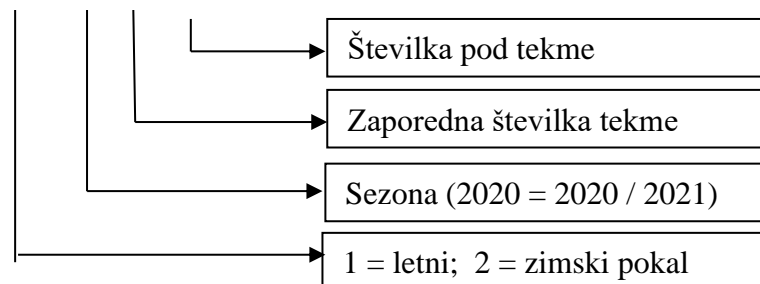 Številka pod tekme
Zaporedna številka tekme
Sezona (2020 = 2020 / 2021)
1 = letni;  2 = zimski pokal